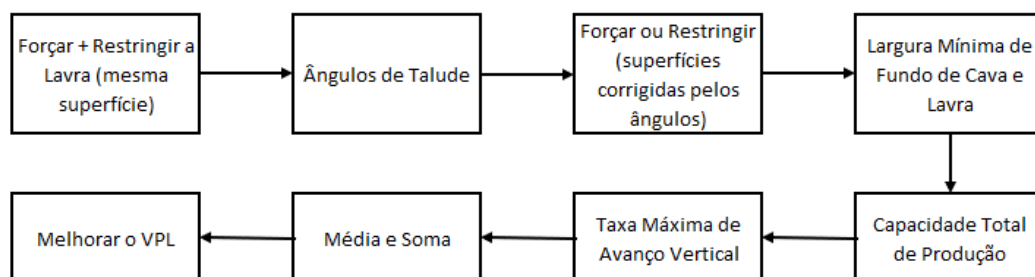 Forçar + Restringir a
Lavra (mesma
superfície)
Ângulos de Talude
Forçar ou Restringir
(superfícies
corrigidas pelos
ângulos)
Largura Mínima de
Fundo de Cava e
Lavra
Capacidade Total
de Produção
Taxa Máxima de
Avanço Vertical
Média e Soma
Melhorar o VPL